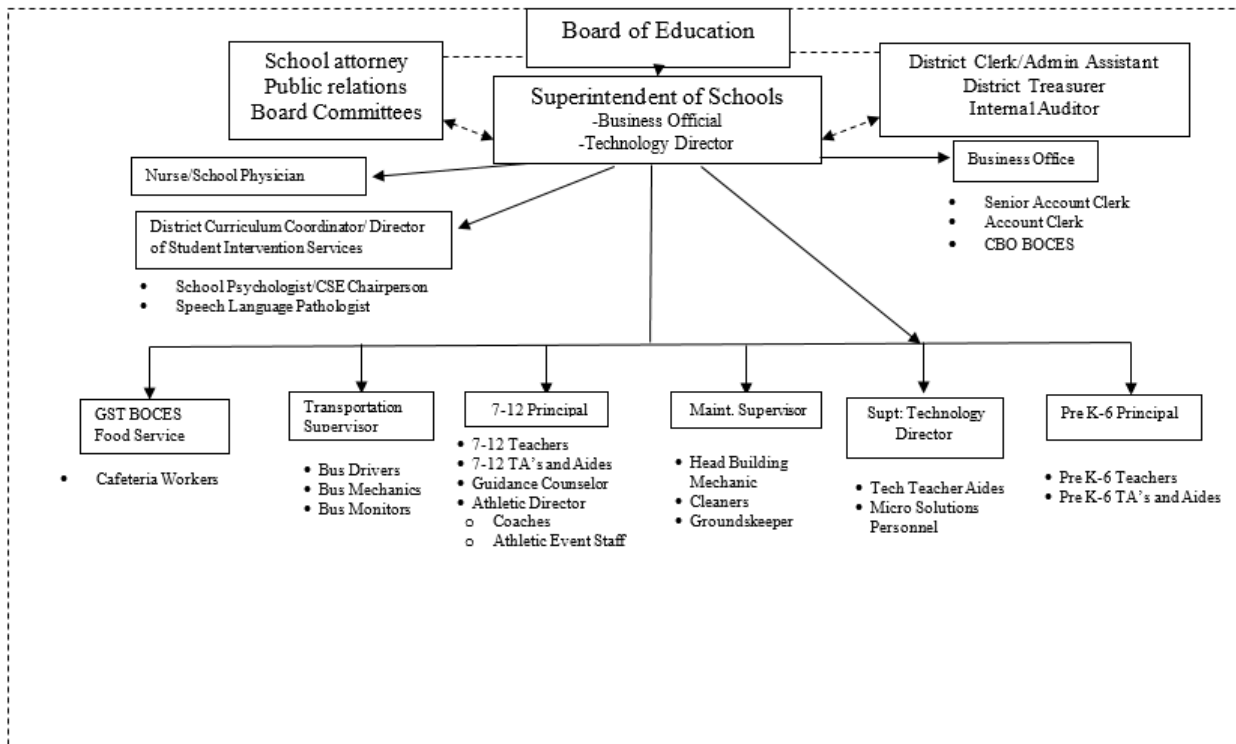 Board of Education
School attorney
Public relations
Board Committees
District Clerk/Admin Assistant
District Treasurer
Internal Auditor
Superintendent of Schools
-Business Official
-Technology Director
Nurse/School Physician
Business Office
• Senior Account Clerk
• Account Clerk
• CBO BOCES
District Curriculum Coordinator/ Director
of Student Intervention Services
• School Psychologist/CSE Chairperson
• Speech Language Pathologist
GST BOCES
Food Service
• Cafeteria Workers
Transportation
Supervisor
• Bus Drivers
• Bus Mechanics
• Bus Monitors
7-12 Principal
• 7-12 Teachers
• 7-12 TA's and Aides
• Guidance Counselor
• Athletic Director
o Coaches
o Athletic Event Staff
Maint. Supervisor
• Head Building
Mechanic
• Cleaners
• Groundskeeper
Supt: Technology
Director
• Tech Teacher Aides
• Micro Solutions
Personnel
Pre K-6 Principal
• Pre K-6 Teachers
• Pre K-6 TA's and Aides